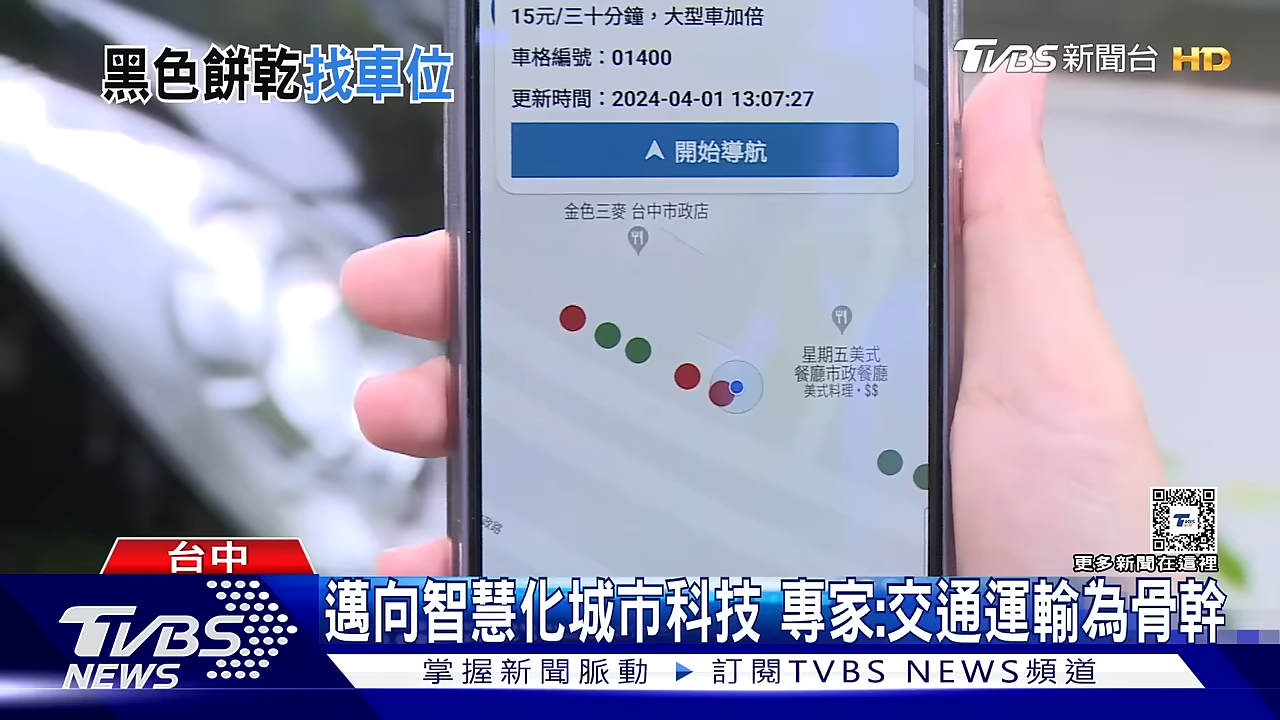 15元/三十分鐘，大型車加倍
車格編號：01400
更新時間：2024-04-01 13:07:27
開始導航
黑色餅乾找車位
TVBS新聞台 HD
金色三麥 台中市政店
星期五美式
餐廳市政餐廳
美式料理・$$
政路
更多新聞在這裡
台中
邁向智慧化城市科技 專家:交通運輸為骨幹
TVBS
NEWS
掌握新聞脈動 ▶ 訂閱TVBS NEWS頻道